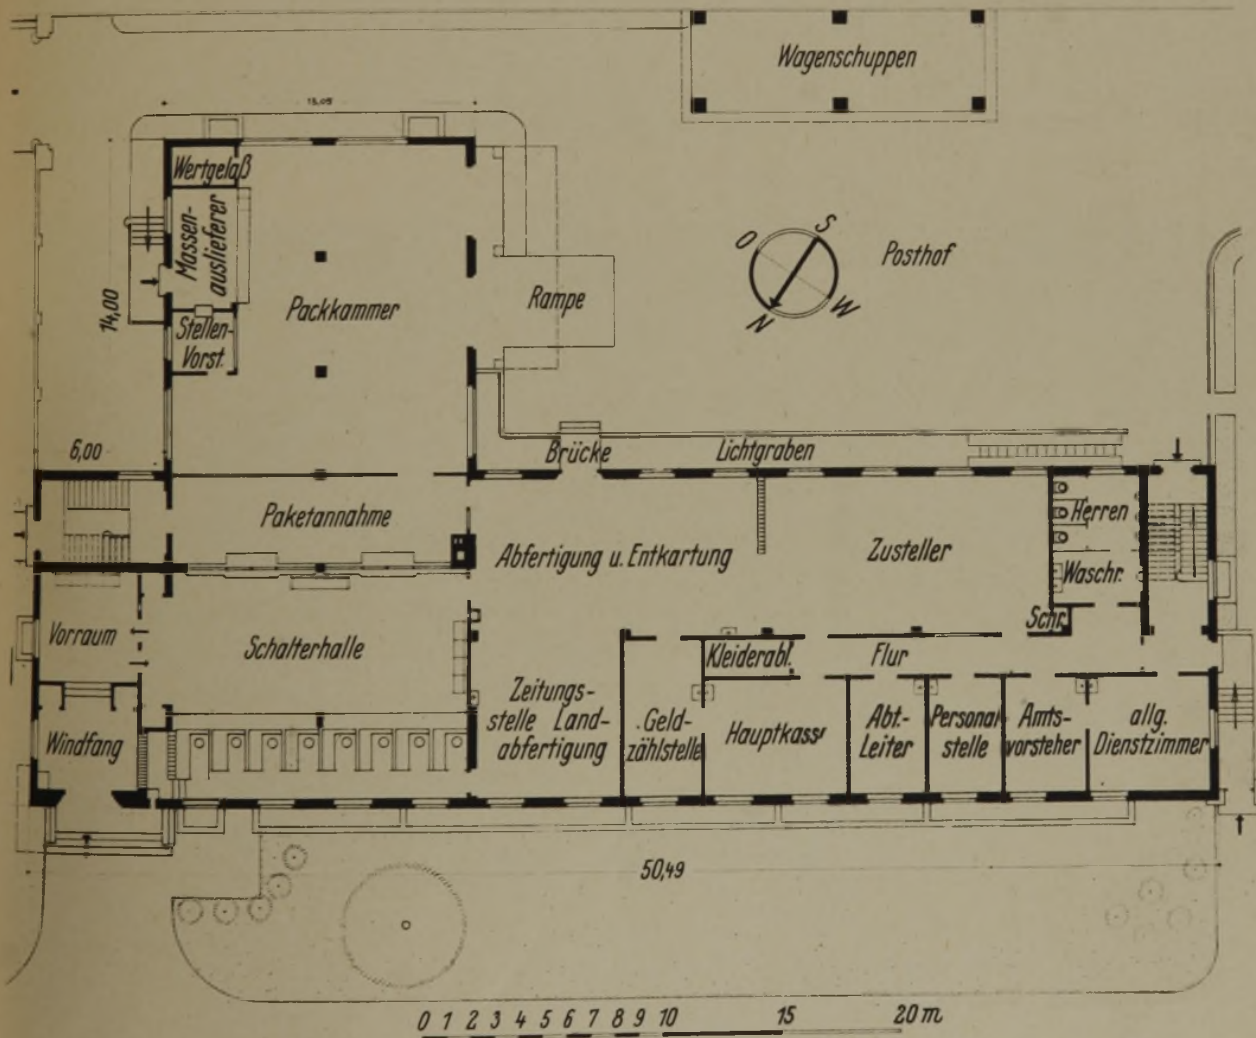 Wagenschuppen
13,05
Wertgelaß
Massen-
auslieferer
Stellen-
Vorst.
14,00
Packkammer
Rampe
O
S
N
W
Posthof
6,00
Brücke
Lichtgraben
Paketannahme
Abfertigung u. Entkartung
Zusteller
Herren
Waschr.
Schr.
Vorraum
Schalterhalle
Kleiderabl.
Flur
Windfang
Zeitungs-
stelle Land-
abfertigung
Geld-
zählstelle
Hauptkasse
Abt.-
Leiter
Personal
stelle
Amts-
vorsteher
allg.
Dienstzimmer
50,49
0 1 2 3 4 5 6 7 8 9 10 15 20 m